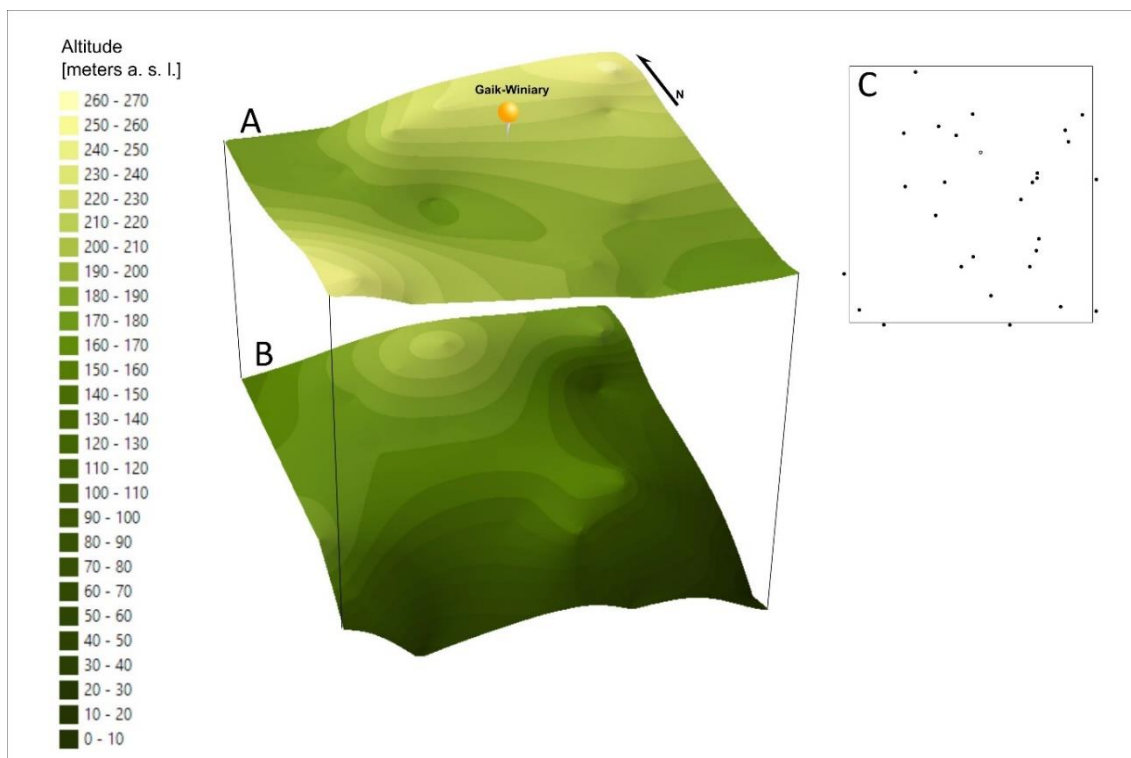 Altitude
[meters a. s. l.]
260 - 270
250 - 260
240 - 250
230 - 240
220 - 230
210 - 220
200 - 210
190 - 200
180 - 190
170 - 180
160 - 170
150 - 160
140 - 150
130 - 140
120 - 130
110 - 120
100 - 110
90 - 100
80 - 90
70 - 80
60 - 70
50 - 60
40 - 50
30 - 40
20 - 30
10 - 20
0 - 10
A
Gaik-Winiary
N
B
C